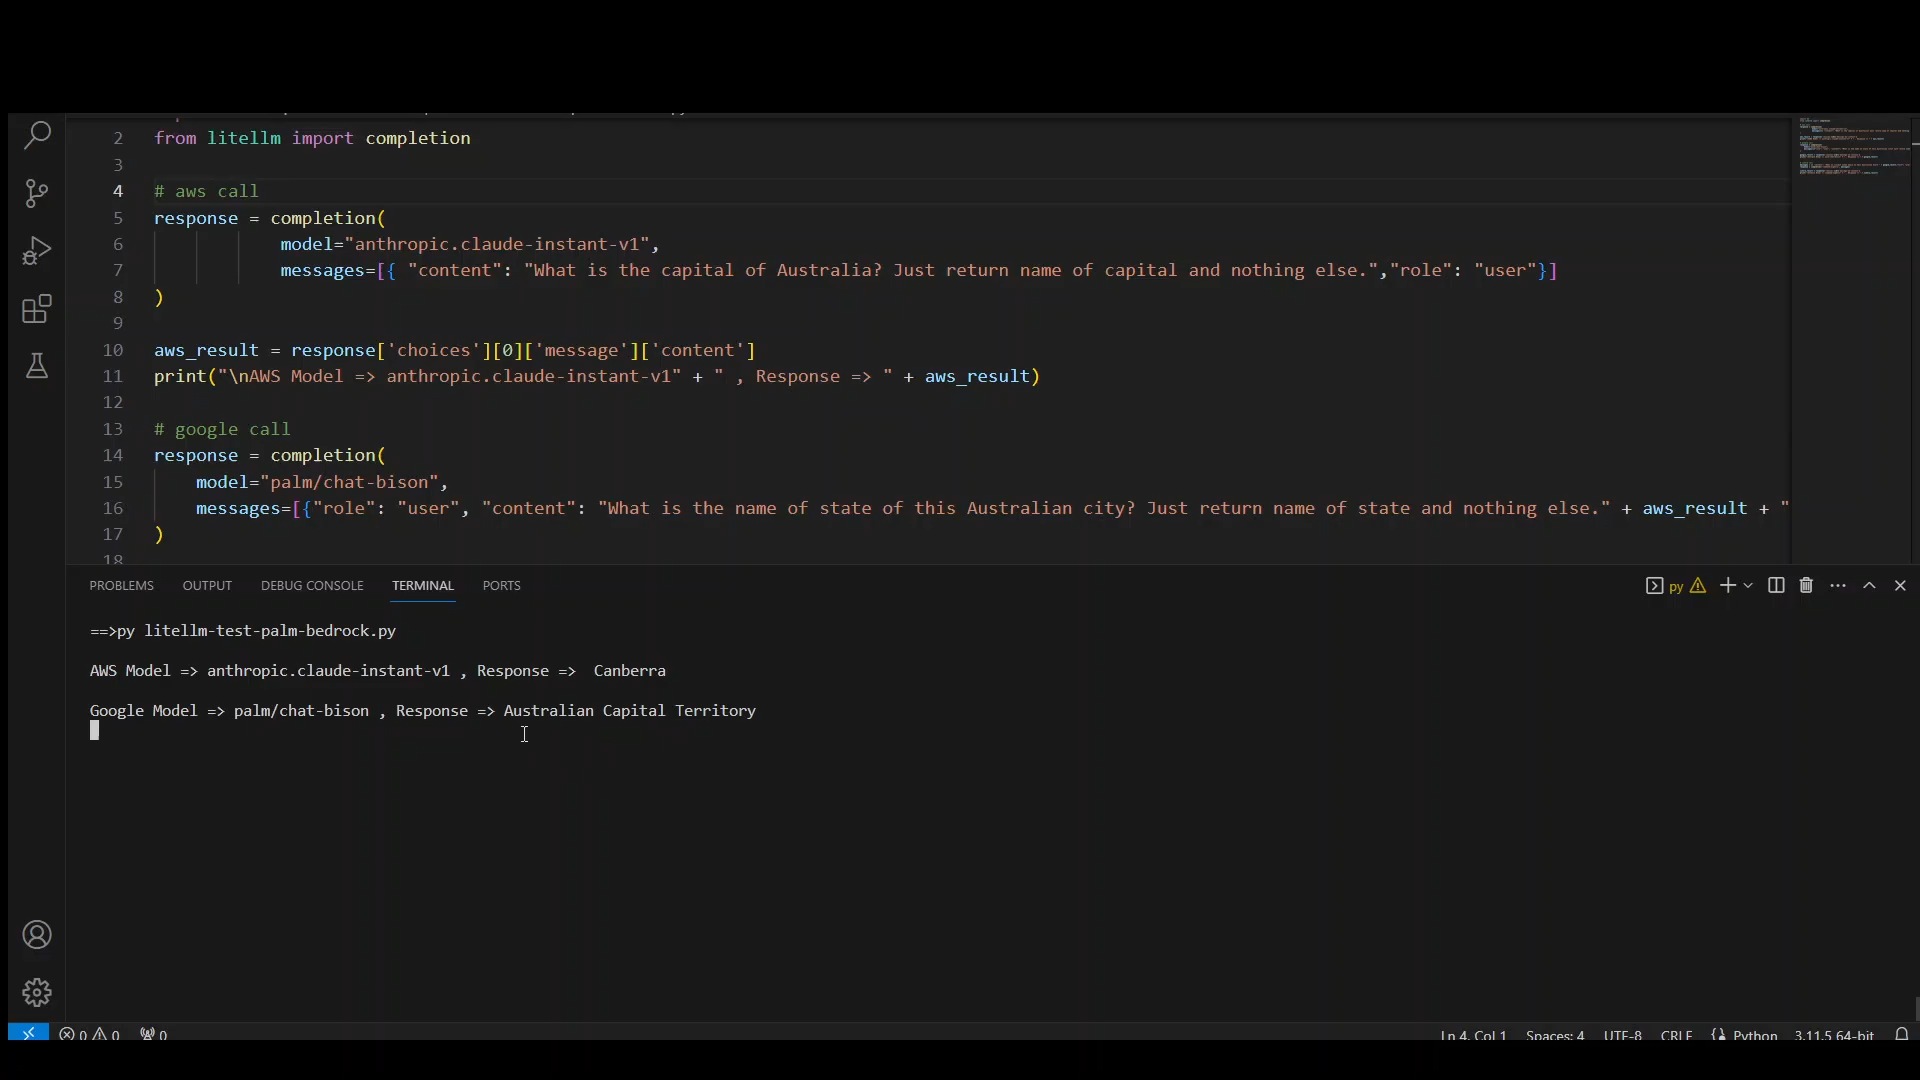 2 from litellm import completion
3
4 # aws call
5 response = completion(
6 model="anthropic.claude-instant-v1",
7 messages=[{ "content": "What is the capital of Australia? Just return name of capital and nothing else.","role": "user"}]
8 )
9
10 aws_result = response['choices'][0]['message']['content']
11 print("\nAWS Model => anthropic.claude-instant-v1" + " , Response => " + aws_result)
12
13 # google call
14 response = completion(
15 model="palm/chat-bison",
16 messages=[{"role": "user", "content": "What is the name of state of this Australian city? Just return name of state and nothing else." + aws_result + "
17 )
18
PROBLEMS OUTPUT DEBUG CONSOLE TERMINAL PORTS
py
==>py litellm-test-palm-bedrock.py
AWS Model => anthropic.claude-instant-v1 , Response =>  Canberra
Google Model => palm/chat-bison , Response => Australian Capital Territory
0 0 0
Ln 4, Col 1 Spaces: 4 UTF-8 CRLF Python 3.11.5 64-bit